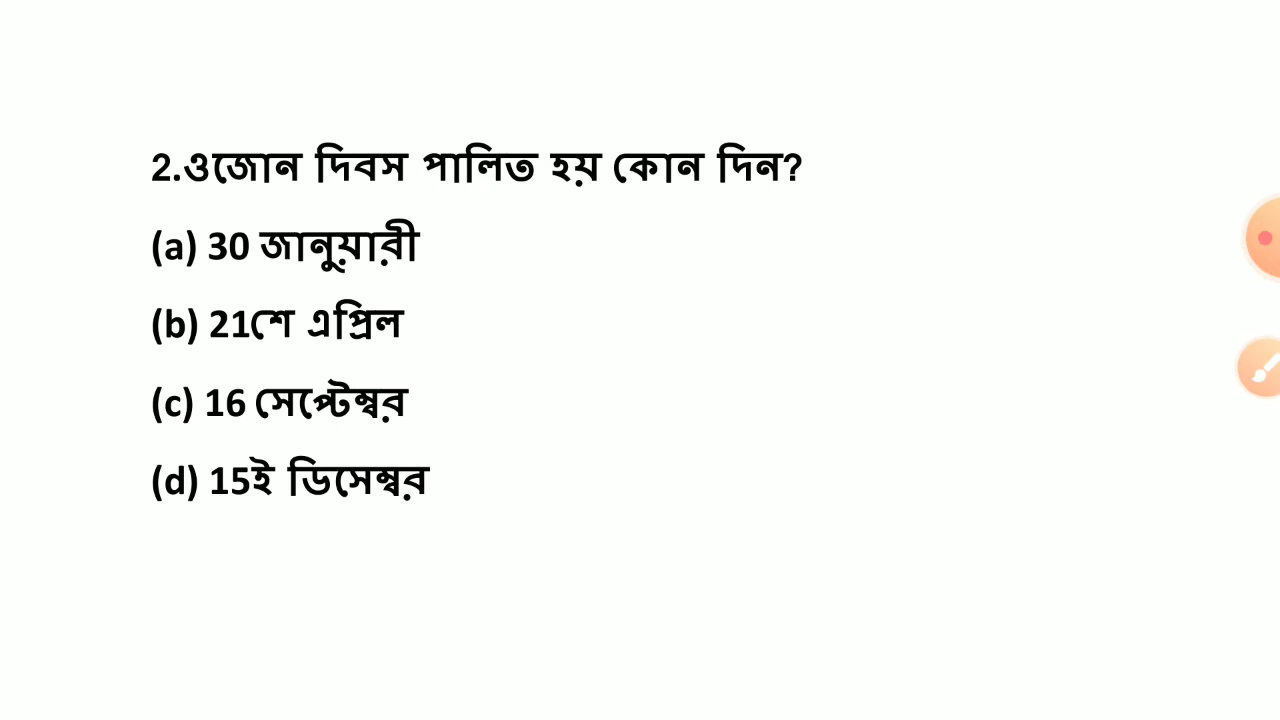 2.ওজোন দিবস পালিত হয় কোন দিন?
(a) 30 জানুয়ারী
(b) 21শে এপ্রিল
(c) 16 সেপ্টেম্বর
(d) 15ই ডিসেম্বর